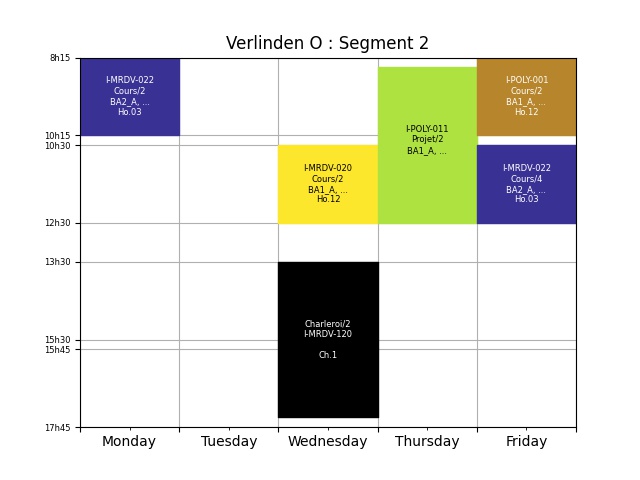 Verlinden O : Segment 2
8h15
10h15
10h30
12h30
13h30
15h30
15h45
17h45
I-MRDV-022
Cours/2
BA2_A, ...
Ho.03
I-MRDV-020
Cours/2
BA1_A, ...
Ho.12
Charleroi/2
I-MRDV-120
Ch.1
I-POLY-011
Projet/2
BA1_A, ...
I-POLY-001
Cours/2
BA1_A, ...
Ho.12
I-MRDV-022
Cours/4
BA2_A, ...
Ho.03
Monday
Tuesday
Wednesday
Thursday
Friday